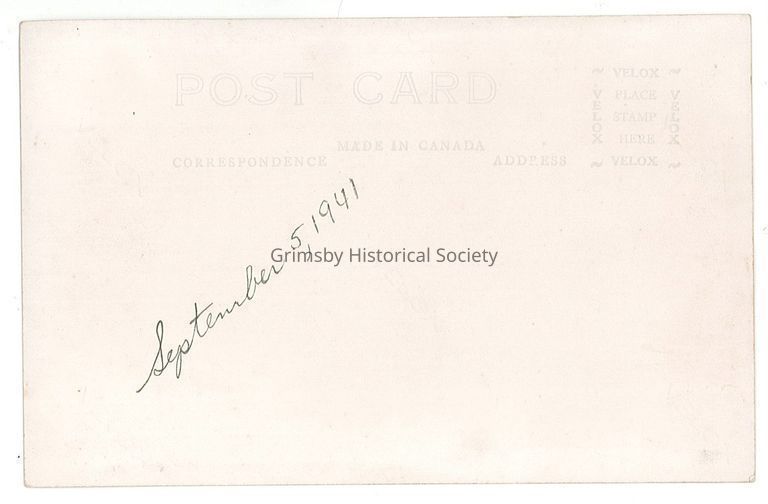 POST CARD
~ VELOX ~
VELOX PLACE VELOX
STAMP
HERE
~ VELOX ~
MADE IN CANADA
CORRESPONDENCE
ADDRESS
September 5, 1941
Grimsby Historical Society